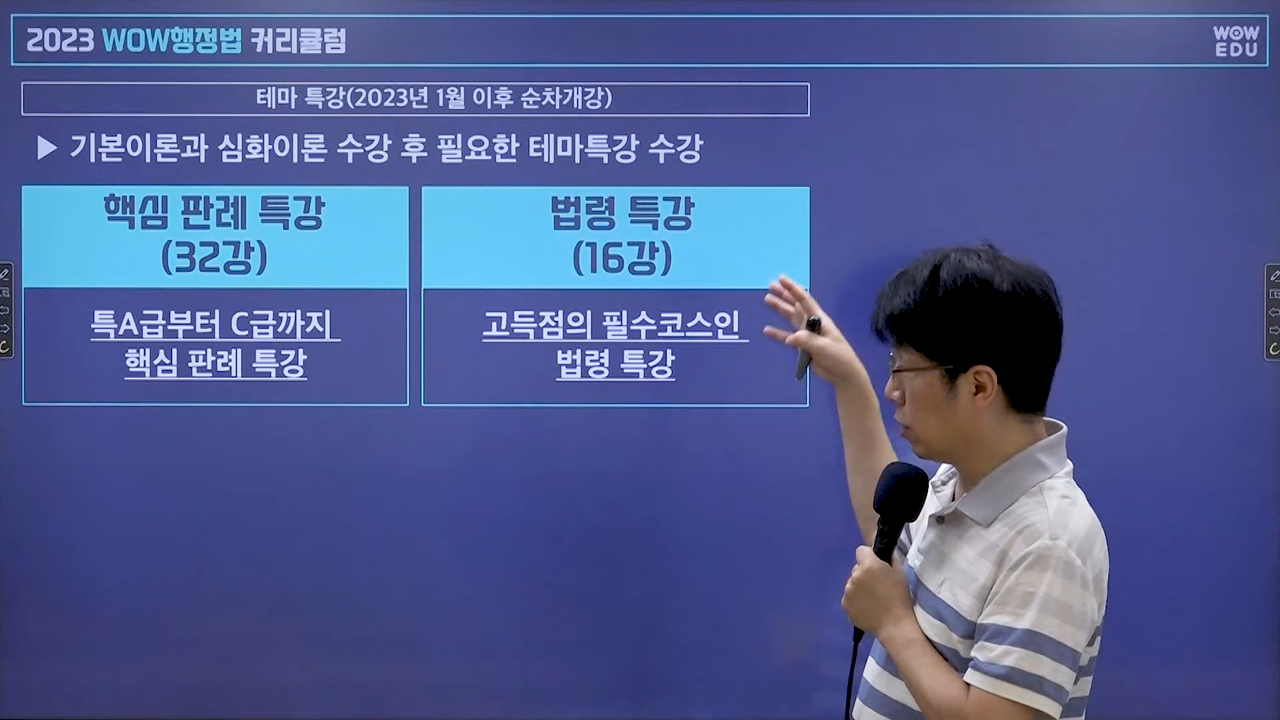 2023 WOW행정법 커리큘럼
WOW
EDU
테마 특강(2023년 1월 이후 순차개강)
▶ 기본이론과 심화이론 수강 후 필요한 테마특강 수강
핵심 판례 특강
(32강)
특A급부터 C급까지
핵심 판례 특강
법령 특강
(16강)
고득점의 필수코스인
법령 특강